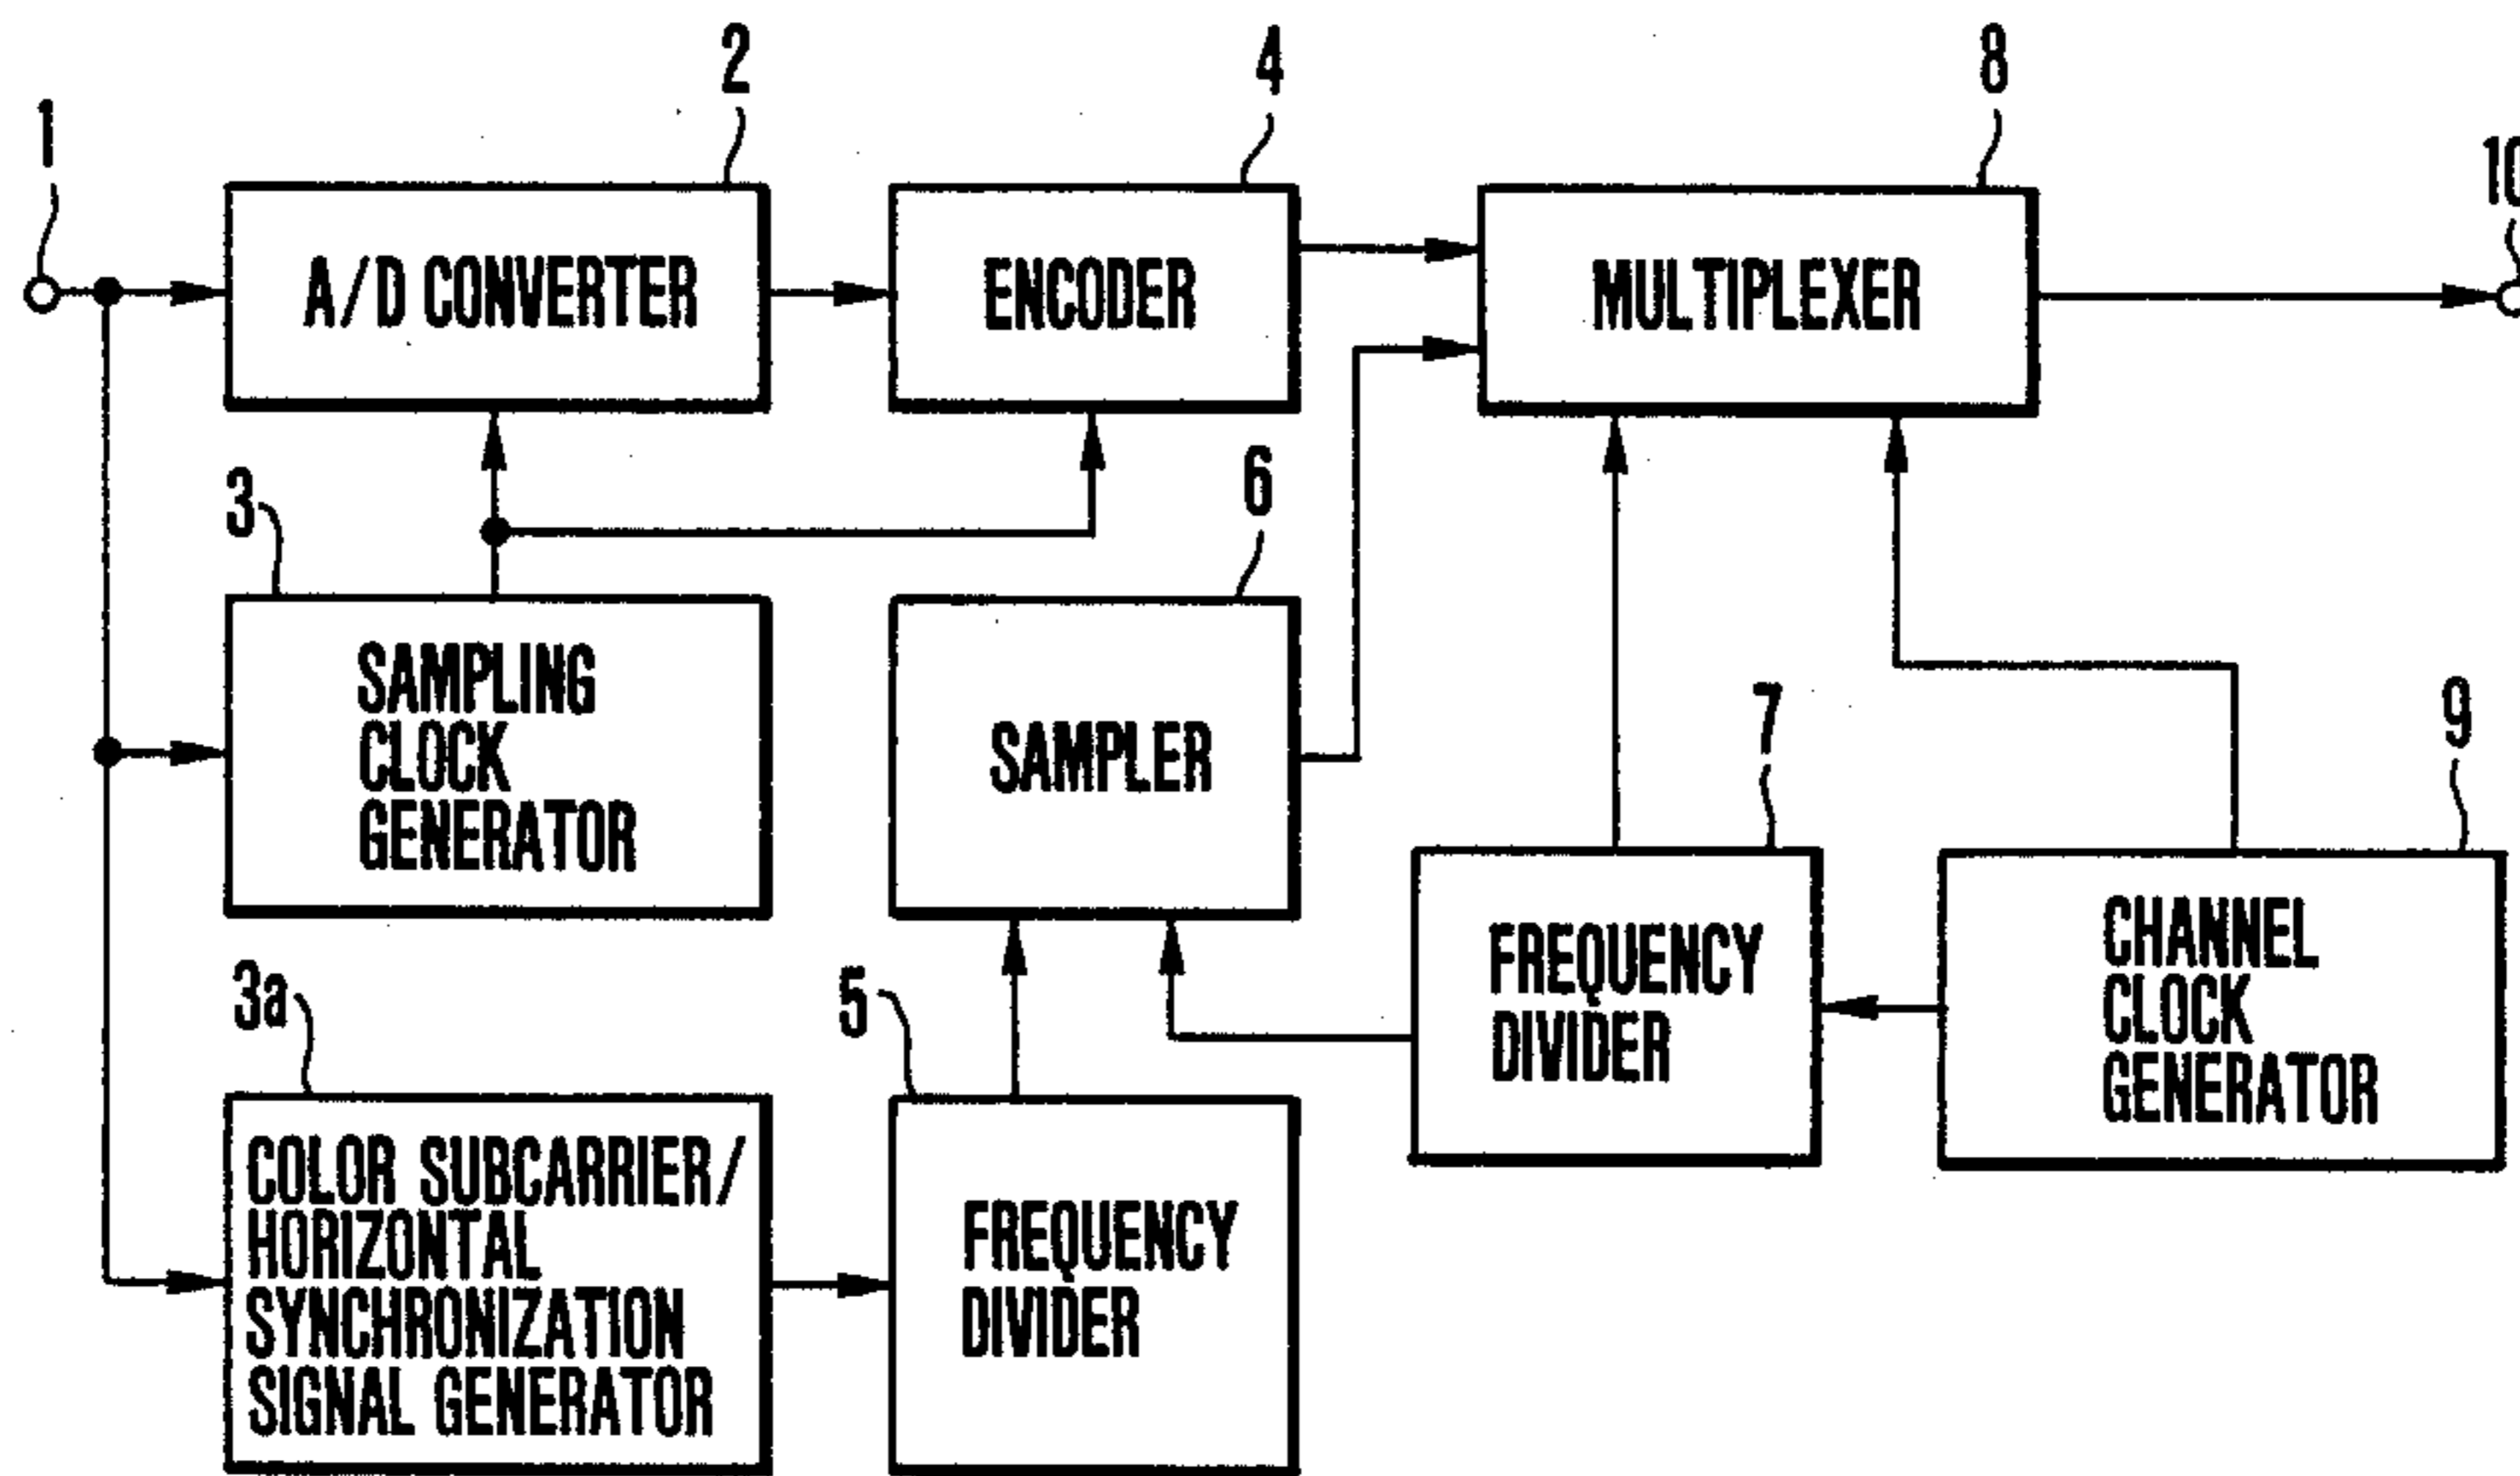 1
2
4
8
10
A/D CONVERTER
ENCODER
MULTIPLEXER
3
6
SAMPLING
CLOCK
GENERATOR
SAMPLER
7
9
FREQUENCY
DIVIDER
CHANNEL
CLOCK
GENERATOR
3a
5
COLOR SUBCARRIER/
HORIZONTAL
SYNCHRONIZATION
SIGNAL GENERATOR
FREQUENCY
DIVIDER